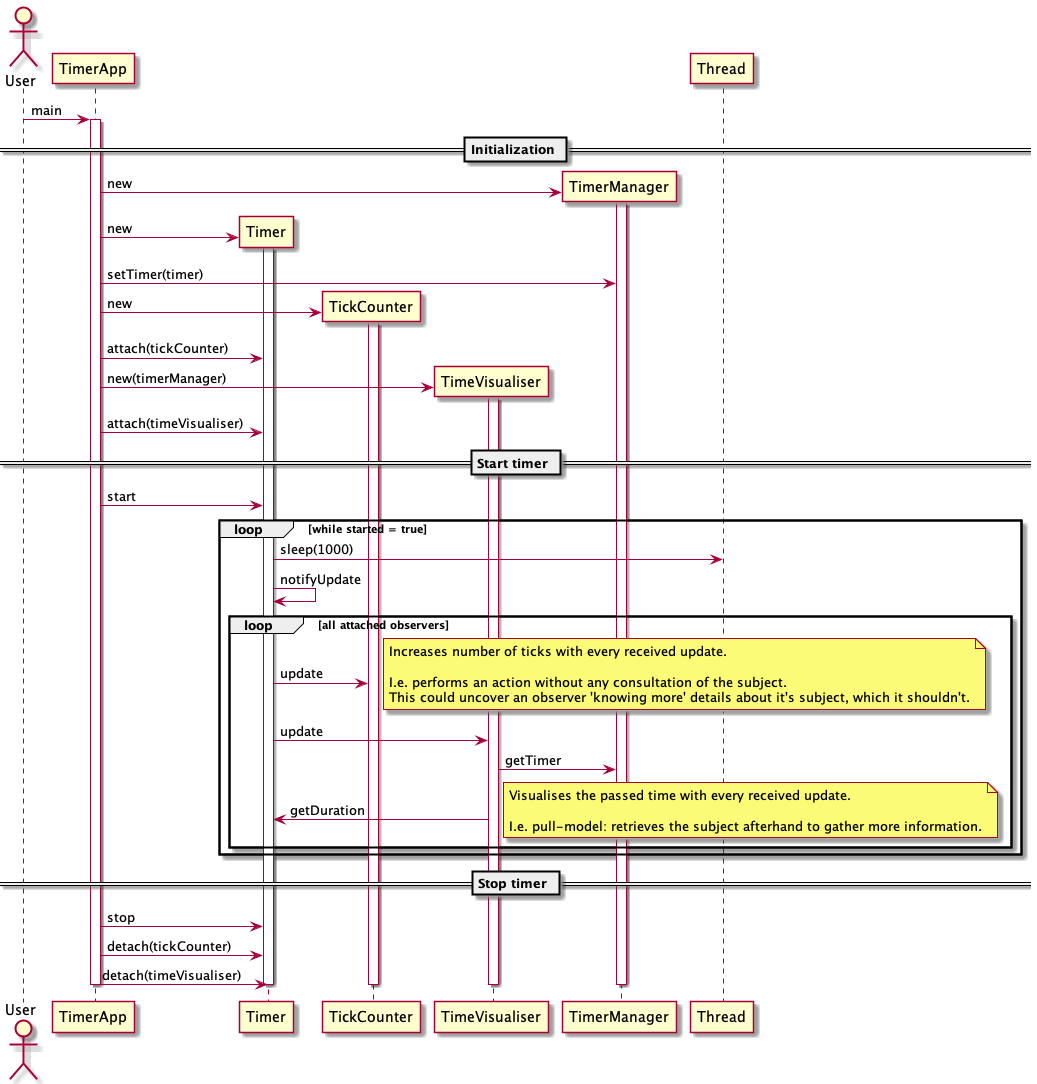 User
TimerApp
Thread
main
Initialization
new
TimerManager
new
Timer
setTimer(timer)
new
TickCounter
attach(tickCounter)
new(timerManager)
TimeVisualiser
attach(timeVisualiser)
Start timer
start
loop
[while started = true]
sleep(1000)
notifyUpdate
loop
[all attached observers]
Increases number of ticks with every received update.
I.e. performs an action without any consultation of the subject.
This could uncover an observer 'knowing more' details about it's subject, which it shouldn't.
update
update
getTimer
Visualises the passed time with every received update.
I.e. pull-model: retrieves the subject afterhand to gather more information.
getDuration
Stop timer
stop
detach(tickCounter)
detach(timeVisualiser)
User
TimerApp
Timer
TickCounter
TimeVisualiser
TimerManager
Thread